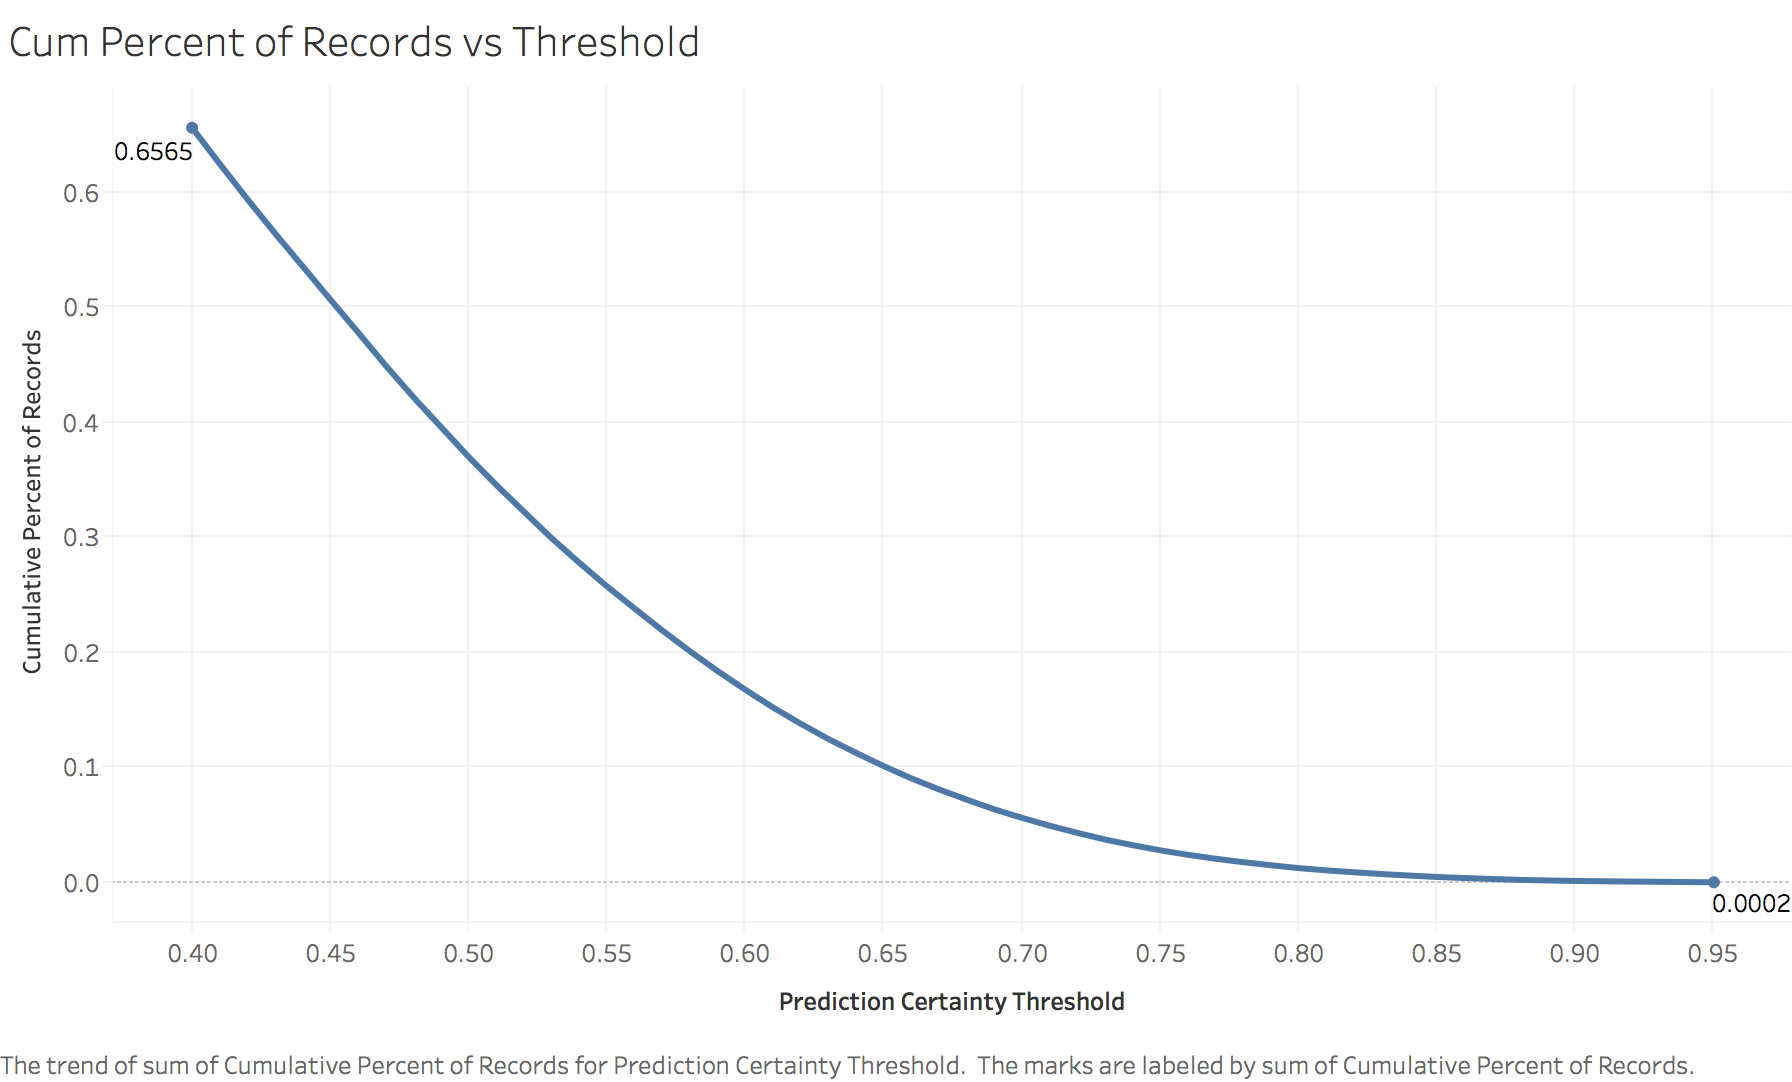 Cum Percent of Records vs Threshold
0.6565
0.6
0.5
0.4
0.3
0.2
0.1
0.0
Cumulative Percent of Records
0.0002
0.40 0.45 0.50 0.55 0.60 0.65 0.70 0.75 0.80 0.85 0.90 0.95
Prediction Certainty Threshold
The trend of sum of Cumulative Percent of Records for Prediction Certainty Threshold.  The marks are labeled by sum of Cumulative Percent of Records.